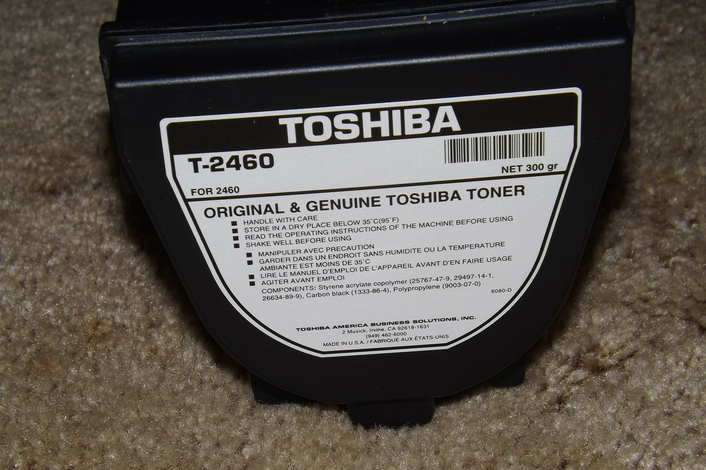 TOSHIBA
T-2460
NET 300 gr
FOR 2460
ORIGINAL & GENUINE TOSHIBA TONER
■ HANDLE WITH CARE
■ STORE IN A DRY PLACE BELOW 35°C(95°F)
■ READ THE OPERATING INSTRUCTIONS OF THE MACHINE BEFORE USING
■ SHAKE WELL BEFORE USING
■ MANIPULER AVEC PRECAUTION
■ GARDER DANS UN ENDROIT SANS HUMIDITE OU LA TEMPERATURE
AMBIANTE EST MOINS DE 35°C
■ LIRE LE MANUEL D'EMPLOI DE L'APPAREIL AVANT D'EN FAIRE USAGE
■ AGITER AVANT EMPLOI
COMPONENTS: Styrene acrylate copolymer (25767-47-9, 29497-14-1,
26634-89-9), Carbon black (1333-86-4), Polypropylene (9003-07-0)
6080-D
TOSHIBA AMERICA BUSINESS SOLUTIONS, INC.
2 Musick, Irvine, CA 92618-1631
(949) 462-6000
MADE IN U.S.A. / FABRIQUE AUX ÉTATS-UNIS